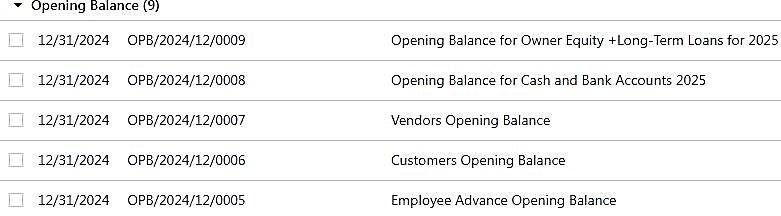 Opening Balance (9)
12/31/2024 OPB/2024/12/0009 Opening Balance for Owner Equity +Long-Term Loans for 2025
12/31/2024 OPB/2024/12/0008 Opening Balance for Cash and Bank Accounts 2025
12/31/2024 OPB/2024/12/0007 Vendors Opening Balance
12/31/2024 OPB/2024/12/0006 Customers Opening Balance
12/31/2024 OPB/2024/12/0005 Employee Advance Opening Balance